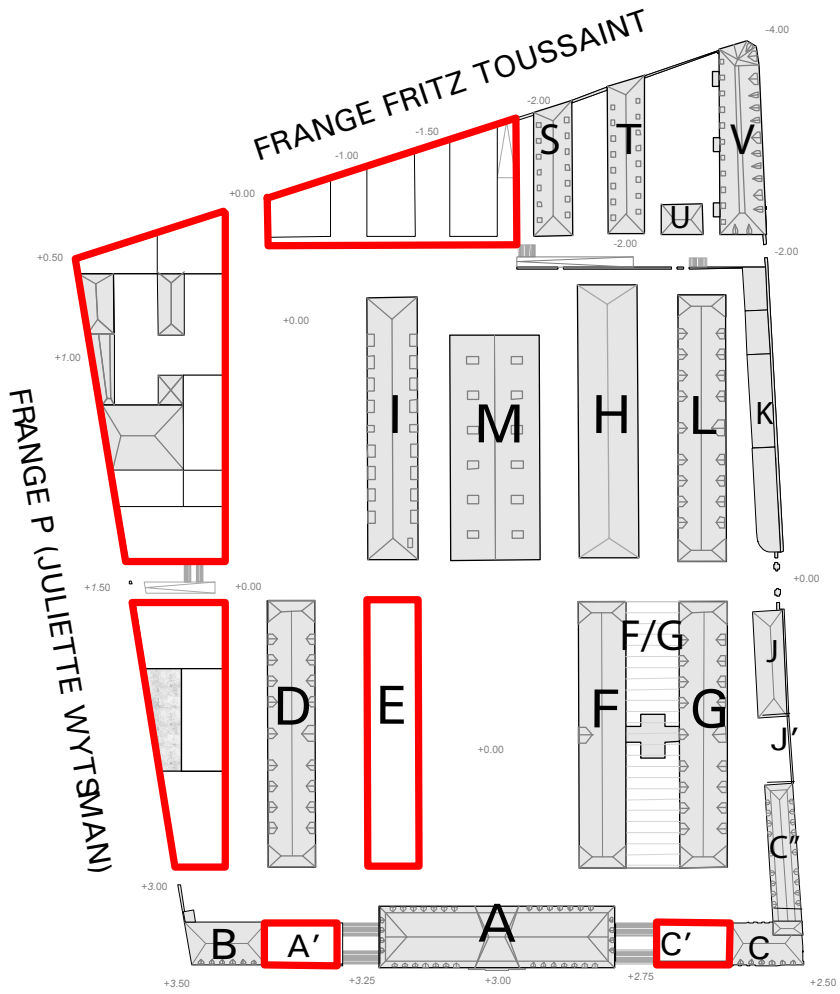 -4.00
FRANGE FRITZ TOUSSAINT
-2.00
-1.50
-1.00
+0.00
S
T
V
U
-2.00
-2.00
+0.50
+0.00
+1.00
I
M
H
L
K
FRANGE P (JULIETTE WYTSMAN)
+1.50
+0.00
+0.00
F/G
J
D
E
F
G
J'
+0.00
C"
+3.00
B
A'
A
C'
C
+3.50
+3.25
+3.00
+2.75
+2.50